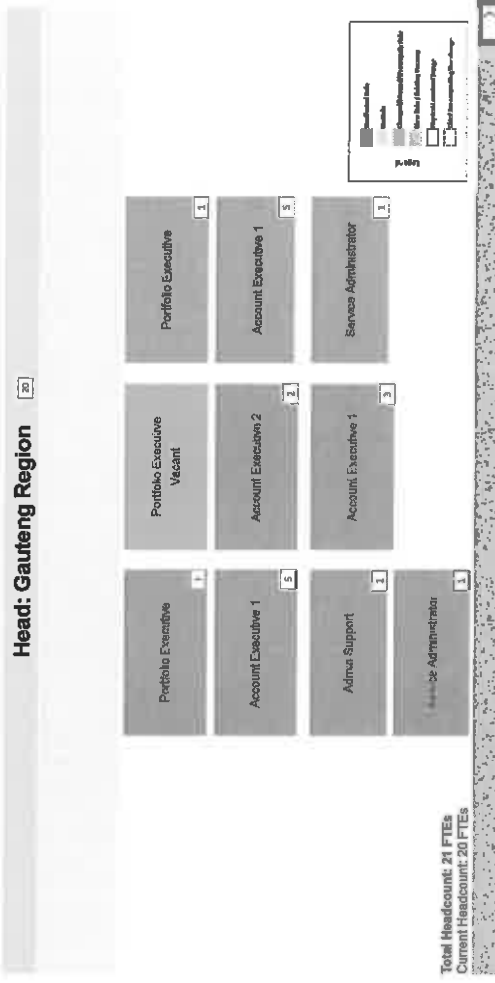 Head: Gauteng Region
20
Portfolio Executive
1
Account Executive 1
5
Admin Support
1
Administrator
1
Portfolio Executive
Vacant
Account Executive 2
2
Account Executive 1
3
Portfolio Executive
1
Account Executive 1
5
Service Administrator
1
Total Headcount: 21 FTEs
Current Headcount: 20 FTEs